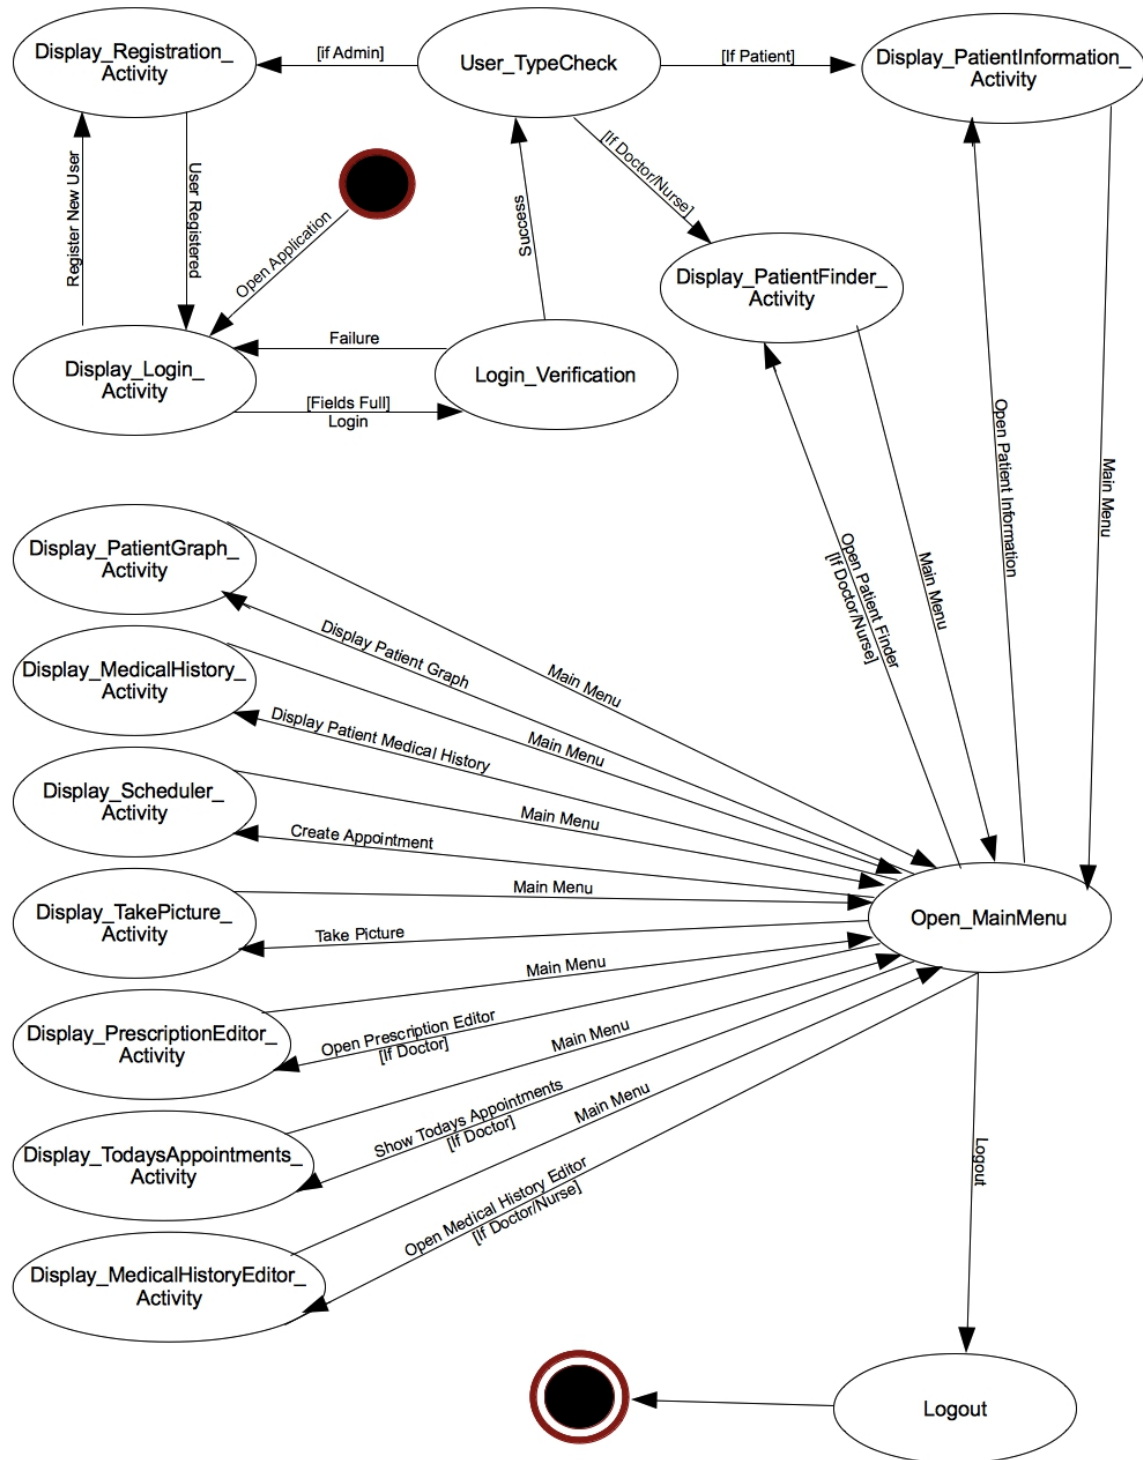 Display_Registration_
Activity
[if Admin]
User_TypeCheck
[If Patient]
Display_PatientInformation_
Activity
Register New User
User Registered
Open Application
Success
[If Doctor/Nurse]
Display_PatientFinder_
Activity
Display_Login_
Activity
Failure
[Fields Full]
Login
Login_Verification
Open Patient Information
Main Menu
Open Patient Finder
[If Doctor/Nurse]
Main Menu
Display_PatientGraph_
Activity
Display Patient Graph
Main Menu
Display_MedicalHistory_
Activity
Display Patient Medical History
Main Menu
Display_Scheduler_
Activity
Main Menu
Create Appointment
Display_TakePicture_
Activity
Main Menu
Take Picture
Open_MainMenu
Display_PrescriptionEditor_
Activity
Main Menu
Open Prescription Editor
[If Doctor]
Display_TodaysAppointments_
Activity
Main Menu
Show Todays Appointments
[If Doctor]
Display_MedicalHistoryEditor_
Activity
Main Menu
Open Medical History Editor
[If Doctor/Nurse]
Logout
Logout